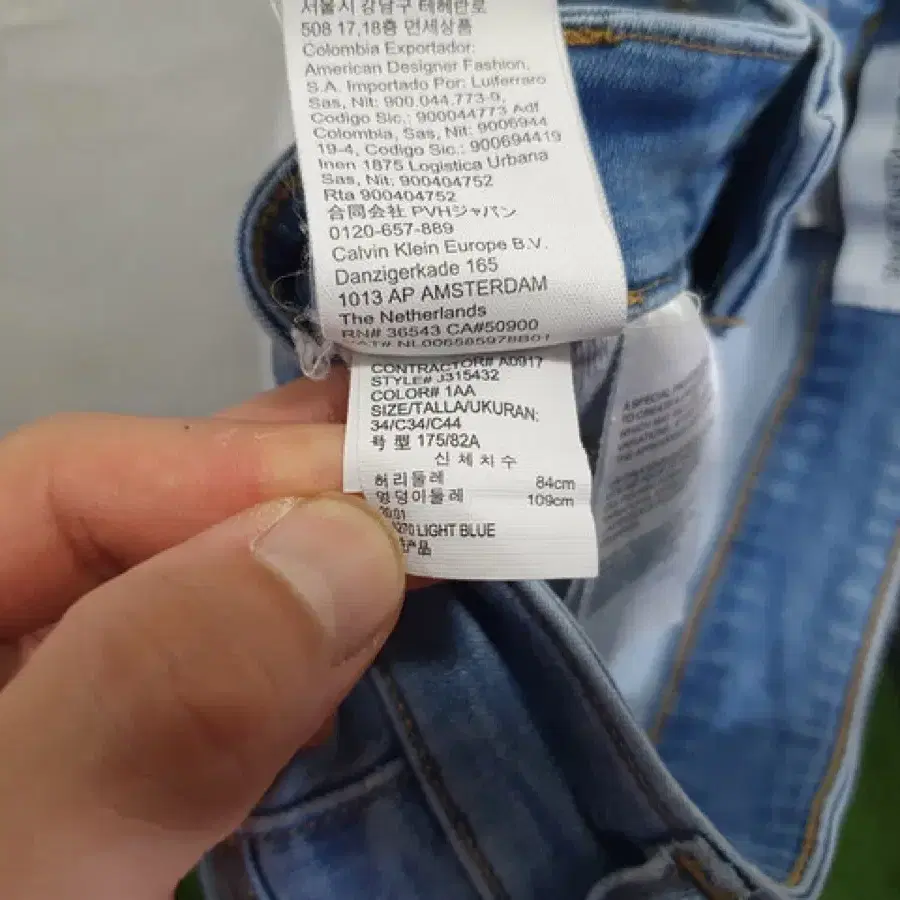 서울시 강남구 테헤란로
508 17,18층 면세상품
Colombia Exportador:
American Designer Fashion,
S.A. Importado Por: Luiferraro
Sas, Nit: 900.044.773-9,
Codigo Sic.: 900044773 Adf
Colombia, Sas, Nit: 9006944
19-4, Codigo Sic.: 900694419
Inen 1875 Logistica Urbana
Sas, Nit: 900404752
Rta 900404752
合同会社 PVHジャパン
0120-657-889
Calvin Klein Europe B.V.
Danzigerkade 165
1013 AP AMSTERDAM
The Netherlands
RN# 36543 CA#50900
CAT# NL006585978B01
CONTRACTOR# A0917
STYLE# J315432
COLOR# 1AA
SIZE/TALLA/UKURAN:
34/C34/C44
号 型 175/82A
신 체 치 수
허리둘레 84cm
엉덩이둘레 109cm
LIGHT BLUE
产品
A SPECIAL